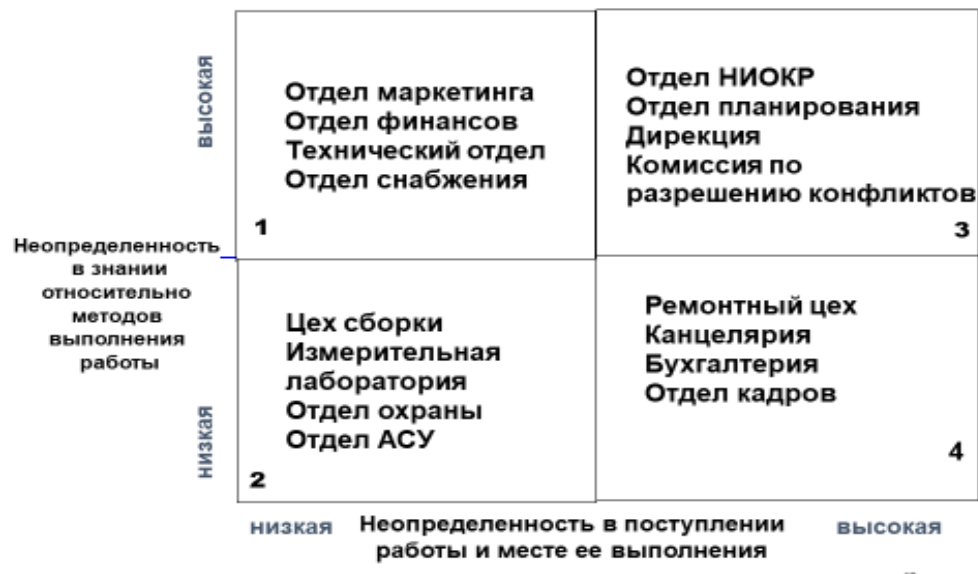 высокая
Отдел маркетинга
Отдел финансов
Технический отдел
Отдел снабжения
1
Отдел НИОКР
Отдел планирования
Дирекция
Комиссия по
разрешению конфликтов
3
Неопределенность
в знании
относительно
методов
выполнения
работы
низкая
Цех сборки
Измерительная
лаборатория
Отдел охраны
Отдел АСУ
2
Ремонтный цех
Канцелярия
Бухгалтерия
Отдел кадров
4
низкая
Неопределенность в поступлении
работы и месте ее выполнения
высокая